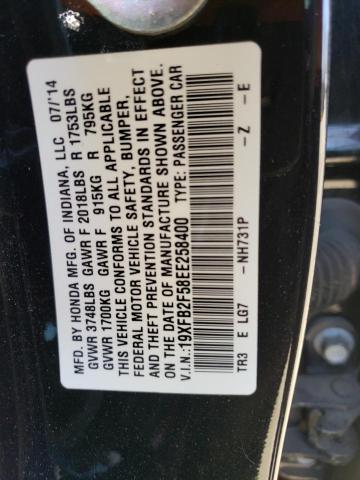 MFD. BY HONDA MFG. OF INDIANA, LLC 07/'14
GVWR 3748LBS GAWR F 2018LBS R 1753LBS
GVWR 1700KG GAWR F 915KG R 795KG
THIS VEHICLE CONFORMS TO ALL APPLICABLE
FEDERAL MOTOR VEHICLE SAFETY, BUMPER,
AND THEFT PREVENTION STANDARDS IN EFFECT
ON THE DATE OF MANUFACTURE SHOWN ABOVE.
V.I.N.:19XFB2F58EE258400 TYPE: PASSENGER CAR
TR3 E LG7 -NH731P -Z -E